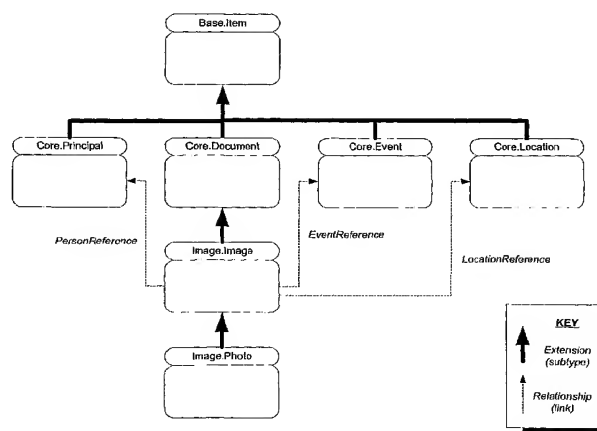 Base.Item
Core.Principal
Core.Document
Core.Event
Core.Location
PersonReference
EventReference
Image.Image
LocationReference
Image.Photo
KEY
Extension
(subtype)
Relationship
(link)